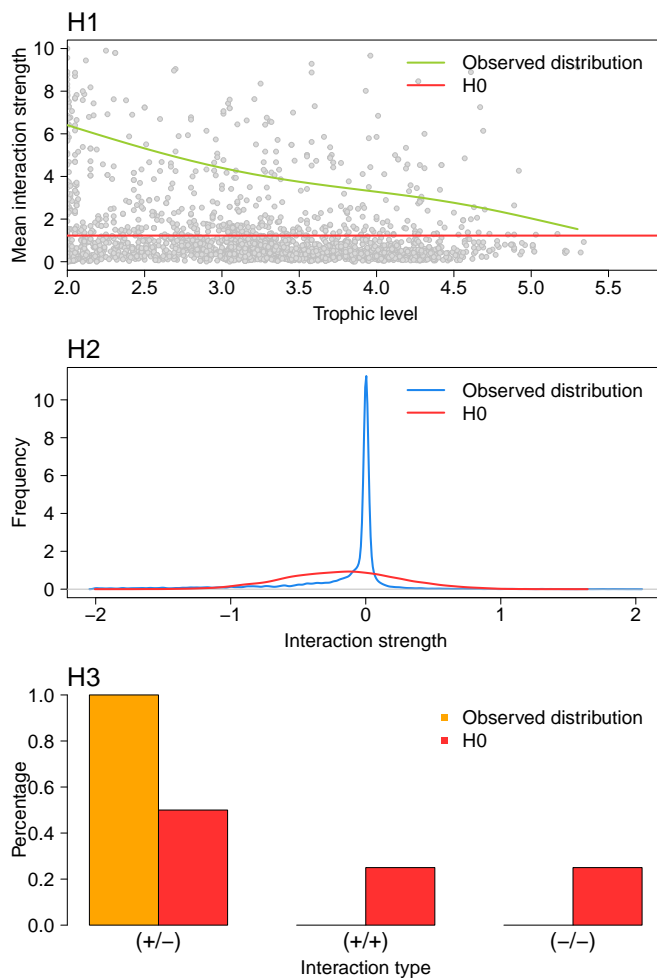 H1
Mean interaction strength
10
8
6
4
2
0
Observed distribution
H0
2.0 2.5 3.0 3.5 4.0 4.5 5.0 5.5
Trophic level
H2
Frequency
10
8
6
4
2
0
Observed distribution
H0
−2 −1 0 1 2
Interaction strength
H3
Percentage
1.0
0.8
0.6
0.4
0.2
0.0
Observed distribution
H0
(+/−) (+/+) (−/−)
Interaction type